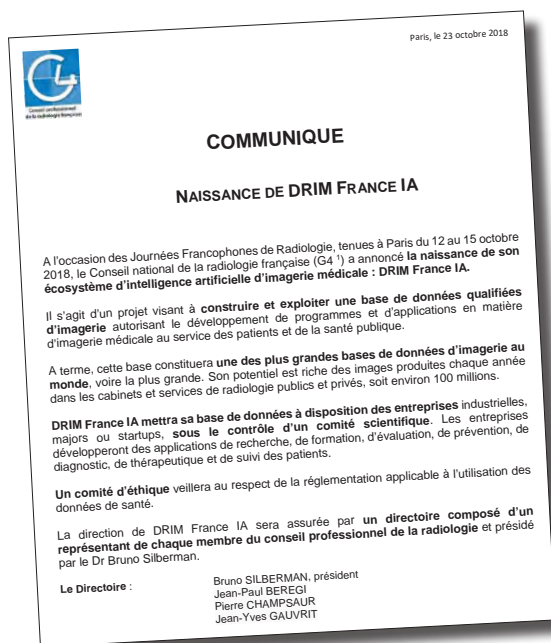 Paris, le 23 octobre 2018
G4
Conseil professionnel
de la radiologie française
COMMUNIQUE
NAISSANCE DE DRIM FRANCE IA
A l'occasion des Journées Francophones de Radiologie, tenues à Paris du 12 au 15 octobre
2018, le Conseil national de la radiologie française (G4 ¹) a annoncé la naissance de son
écosystème d'intelligence artificielle d'imagerie médicale : DRIM France IA.
Il s'agit d'un projet visant à construire et exploiter une base de données qualifiées
d'imagerie autorisant le développement de programmes et d'applications en matière
d'imagerie médicale au service des patients et de la santé publique.
A terme, cette base constituera une des plus grandes bases de données d'imagerie au
monde, voire la plus grande. Son potentiel est riche des images produites chaque année
dans les cabinets et services de radiologie publics et privés, soit environ 100 millions.
DRIM France IA mettra sa base de données à disposition des entreprises industrielles,
majors ou startups, sous le contrôle d'un comité scientifique. Les entreprises
développeront des applications de recherche, de formation, d'évaluation, de prévention, de
diagnostic, de thérapeutique et de suivi des patients.
Un comité d'éthique veillera au respect de la réglementation applicable à l'utilisation des
données de santé.
La direction de DRIM France IA sera assurée par un directoire composé d'un
représentant de chaque membre du conseil professionnel de la radiologie et présidé
par le Dr Bruno Silberman.
Le Directoire : Bruno SILBERMAN, président
Jean-Paul BEREGI
Pierre CHAMPSAUR
Jean-Yves GAUVRIT